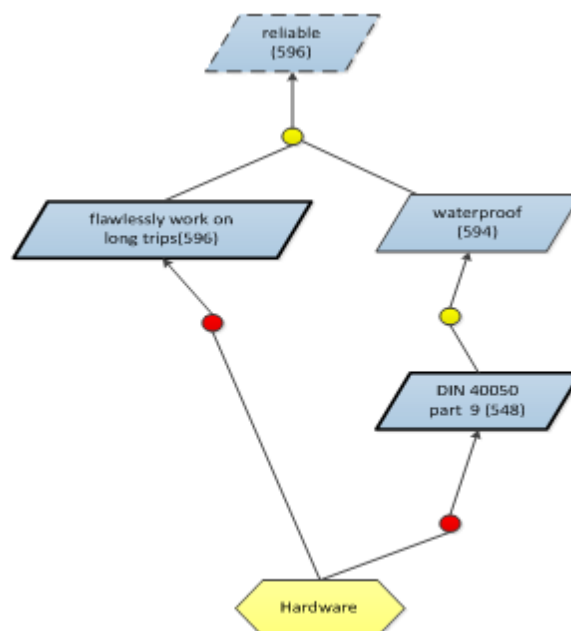 reliable
(596)
flawlessly work on
long trips(596)
waterproof
(594)
DIN 40050
part 9 (548)
Hardware